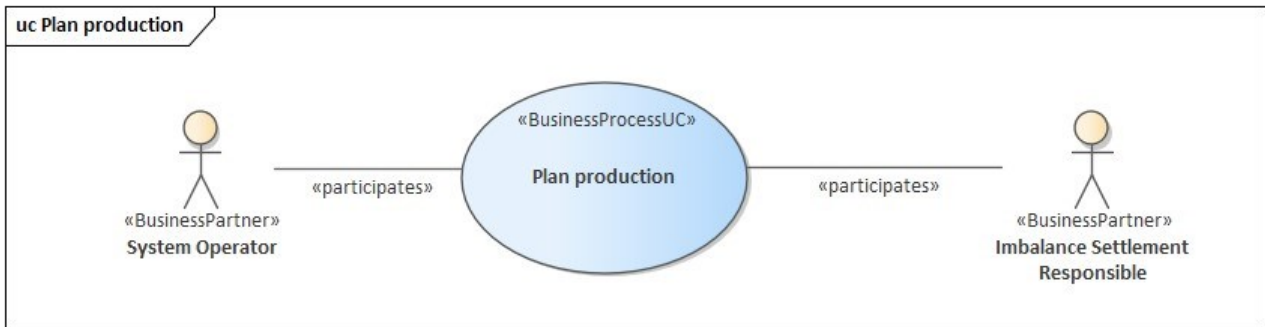 uc Plan production
«BusinessProcessUC»
Plan production
«participates»
«participates»
«BusinessPartner»
System Operator
«BusinessPartner»
Imbalance Settlement
Responsible